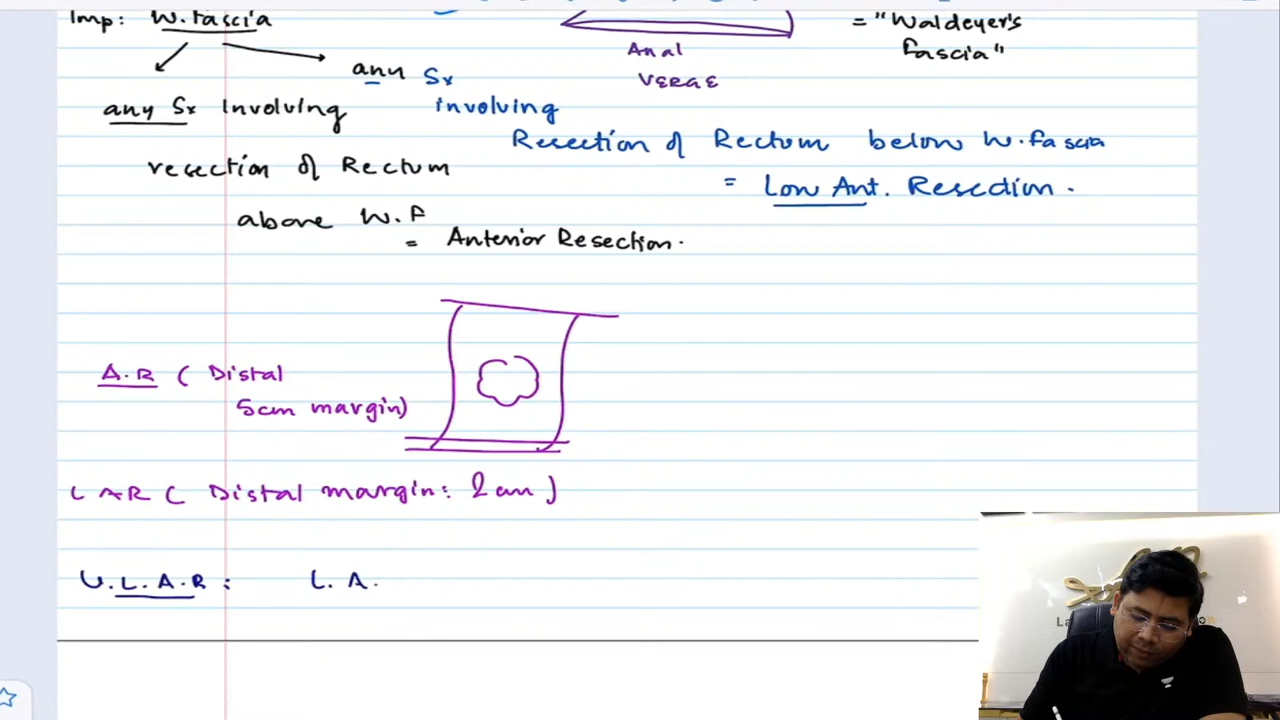 Imp: W. Fascia
any Sx Involving
resection of Rectum
above W. F
= Anterior Resection.
any Sx
involving
Resection of Rectum below W. fascia
= Low Ant. Resection.
Anal
VERGE
= "Waldeyer's
Fascia"
A.R ( Distal
5cm margin)
LAR ( Distal margin: 2cm )
U.L.A.R : L. A.